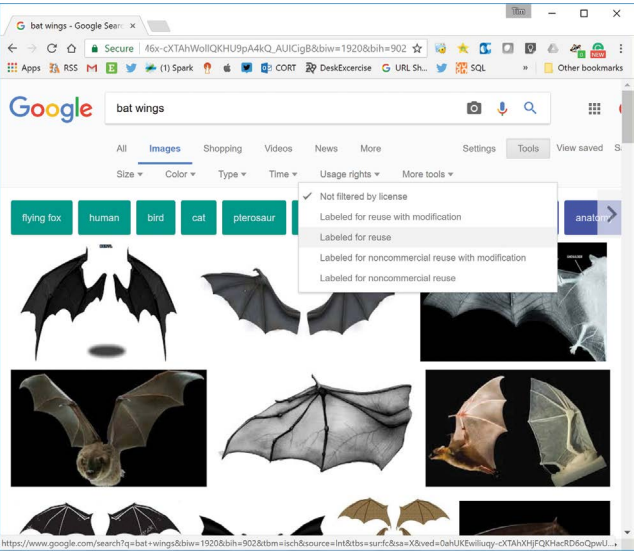 Tim
bat wings - Google Searc
Secure 46x-cXTAhWollQKHU9pA4kQ_AUICigB&biw=1920&bih=902
Apps RSS (1) Spark CORT DeskExcercise URL Sh... SQL » Other bookmarks
Google bat wings
All Images Shopping Videos News More Settings Tools View saved
Size Color Type Time Usage rights More tools
Not filtered by license
Labeled for reuse with modification
Labeled for reuse
Labeled for noncommercial reuse with modification
Labeled for noncommercial reuse
flying fox human bird cat pterosaur anatom
SHOULDER
https://www.google.com/search?q=bat+wings&biw=1920&bih=902&tbm=isch&source=lnt&tbs=sur:fc&sa=X&ved=0ahUKEwiliuqy-cXTAhXHjFQKHacRD6oQpwU...